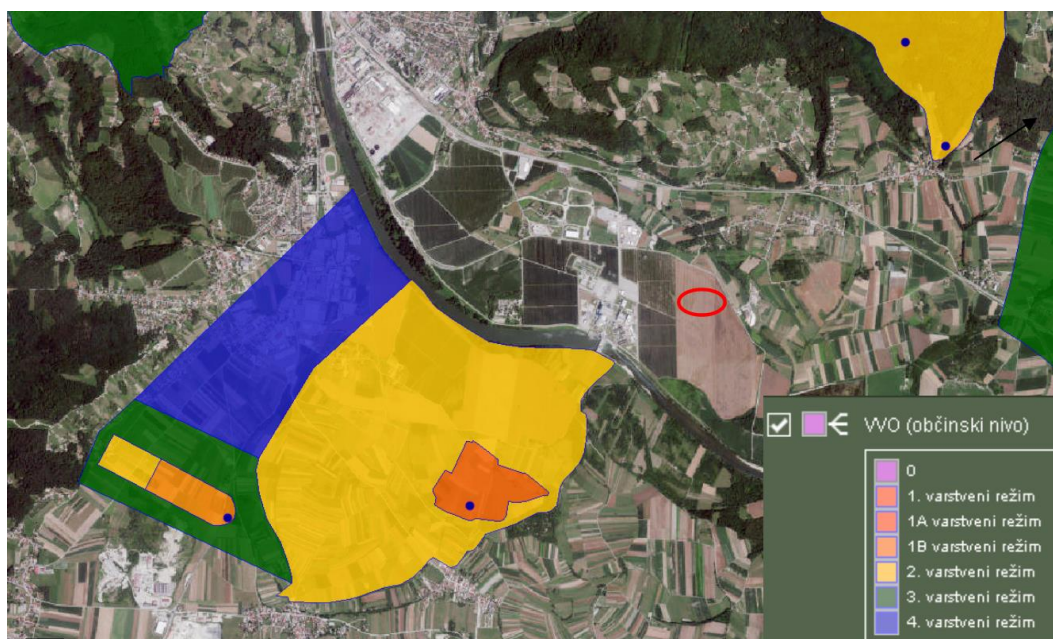 VVO (občinski nivo)
0
1. varstveni režim
1A varstveni režim
1B varstveni režim
2. varstveni režim
3. varstveni režim
4. varstveni režim